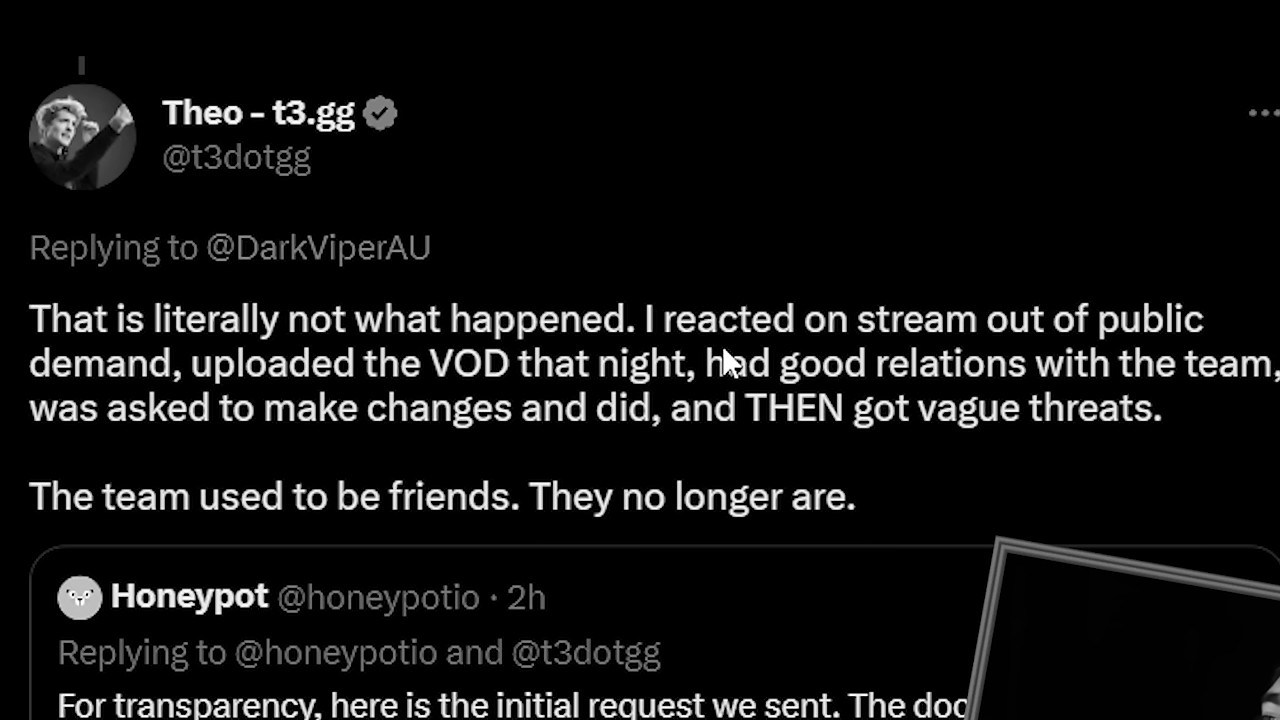 Theo - t3.gg
@t3dotgg
Replying to @DarkViperAU
That is literally not what happened. I reacted on stream out of public
demand, uploaded the VOD that night, had good relations with the team,
was asked to make changes and did, and THEN got vague threats.
The team used to be friends. They no longer are.
Honeypot @honeypotio · 2h
Replying to @honeypotio and @t3dotgg
For transparency, here is the initial request we sent. The doc